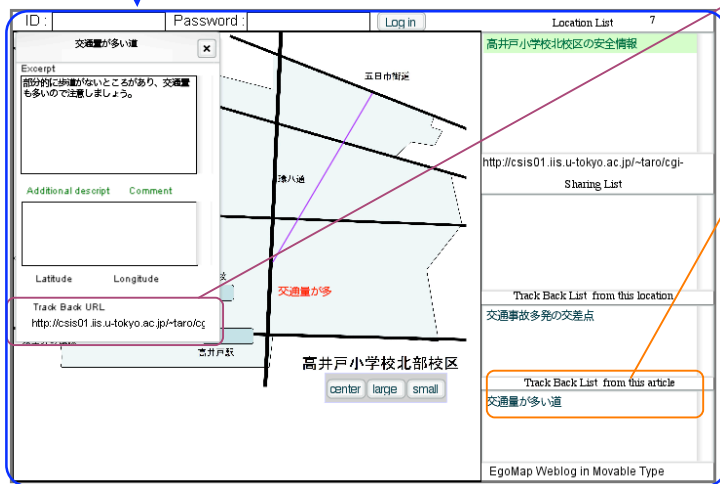 ID :
Password :
Log in
Location List
7
交通量が多い道
×
Excerpt
部分的に歩道がないところがあり、交通量
も多いので注意しましょう。
Additional descript
Comment
Latitude
Longitude
Track Back URL
http://csis01.iis.u-tokyo.ac.jp/~taro/cg
五日市街道
交通量が多
高井戸駅
高井戸小学校北部校区
center
large
small
高井戸小学校北校区の安全情報
http://csis01.iis.u-tokyo.ac.jp/~taro/cgi-
Sharing List
Track Back List from this location
交通事故多発の交差点
Track Back List from this article
交通量が多い道
EgoMap Weblog in Movable Type